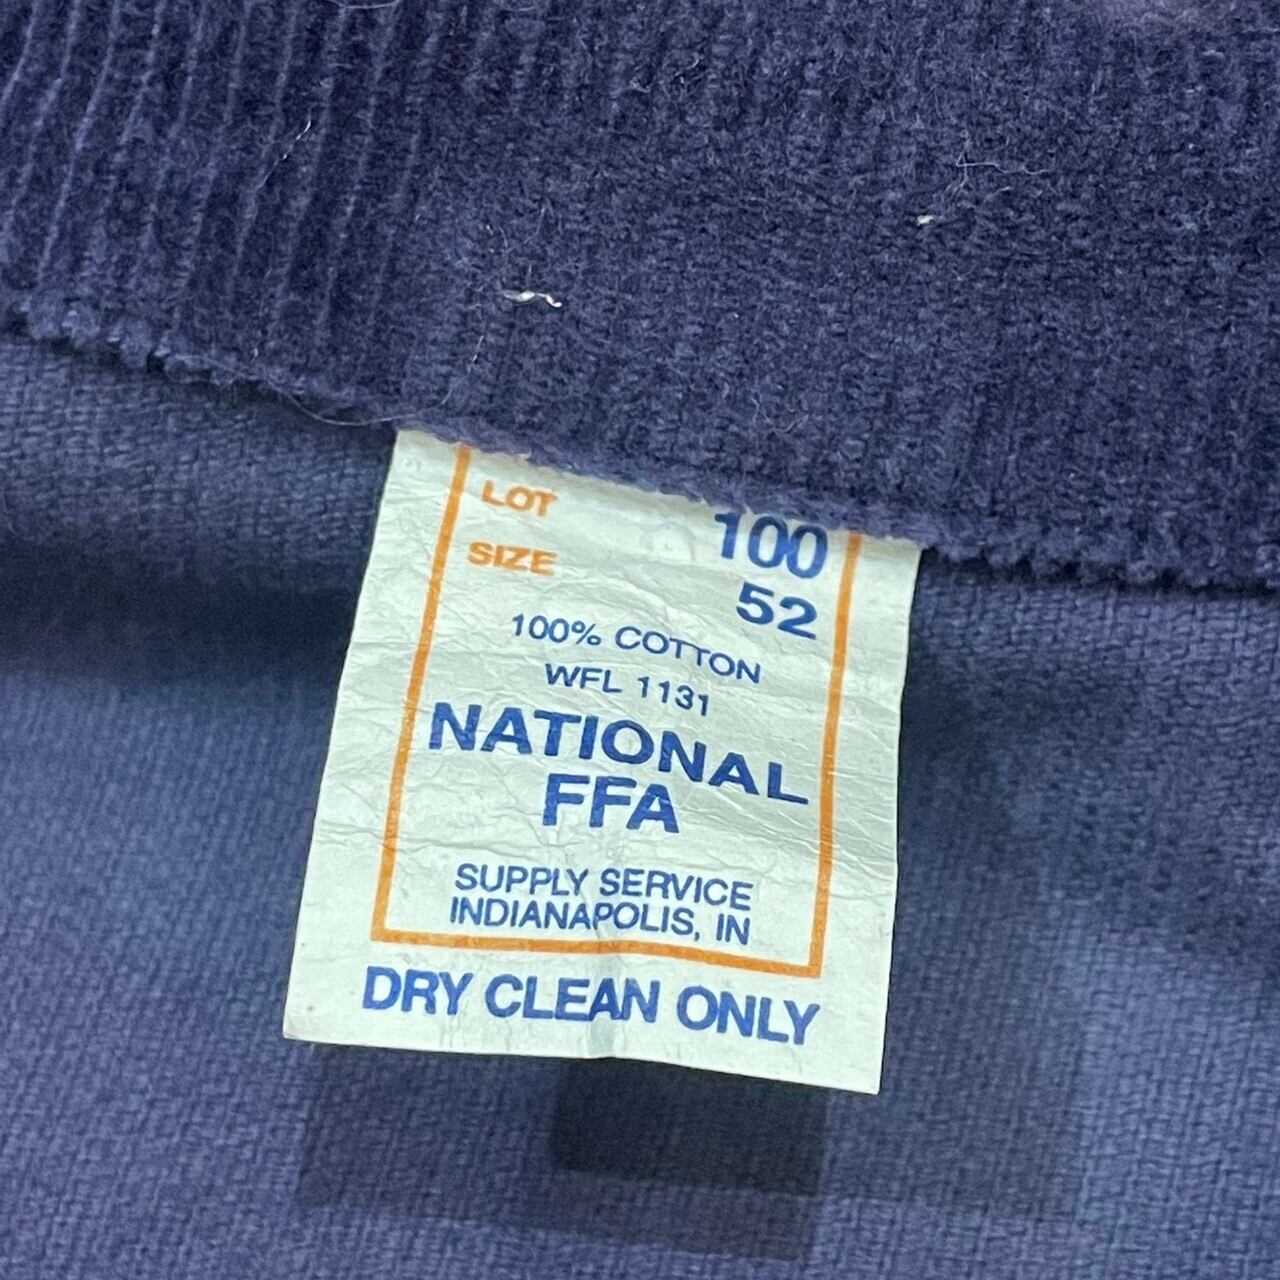 LOT 100
SIZE 52
100% COTTON
WFL 1131
NATIONAL
FFA
SUPPLY SERVICE
INDIANAPOLIS, IN
DRY CLEAN ONLY